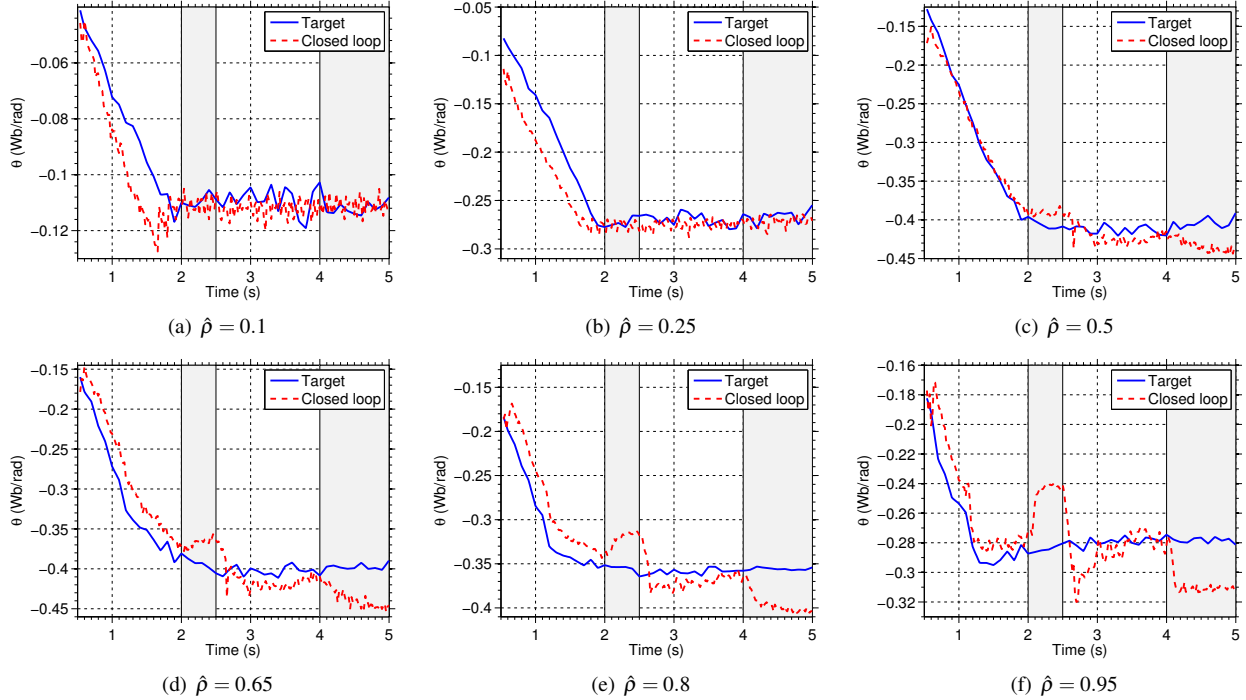 −0.06
−0.08
−0.1
−0.12
θ (Wb/rad)
1 2 3 4 5
Time (s)
Target
Closed loop
(a) ρ̂ = 0.1
−0.05
−0.1
−0.15
−0.2
−0.25
−0.3
θ (Wb/rad)
1 2 3 4 5
Time (s)
Target
Closed loop
(b) ρ̂ = 0.25
−0.15
−0.2
−0.25
−0.3
−0.35
−0.4
−0.45
θ (Wb/rad)
1 2 3 4 5
Time (s)
Target
Closed loop
(c) ρ̂ = 0.5
−0.15
−0.2
−0.25
−0.3
−0.35
−0.4
−0.45
θ (Wb/rad)
1 2 3 4 5
Time (s)
Target
Closed loop
(d) ρ̂ = 0.65
−0.15
−0.2
−0.25
−0.3
−0.35
−0.4
θ (Wb/rad)
1 2 3 4 5
Time (s)
Target
Closed loop
(e) ρ̂ = 0.8
−0.16
−0.18
−0.2
−0.22
−0.24
−0.26
−0.28
−0.3
−0.32
θ (Wb/rad)
1 2 3 4 5
Time (s)
Target
Closed loop
(f) ρ̂ = 0.95